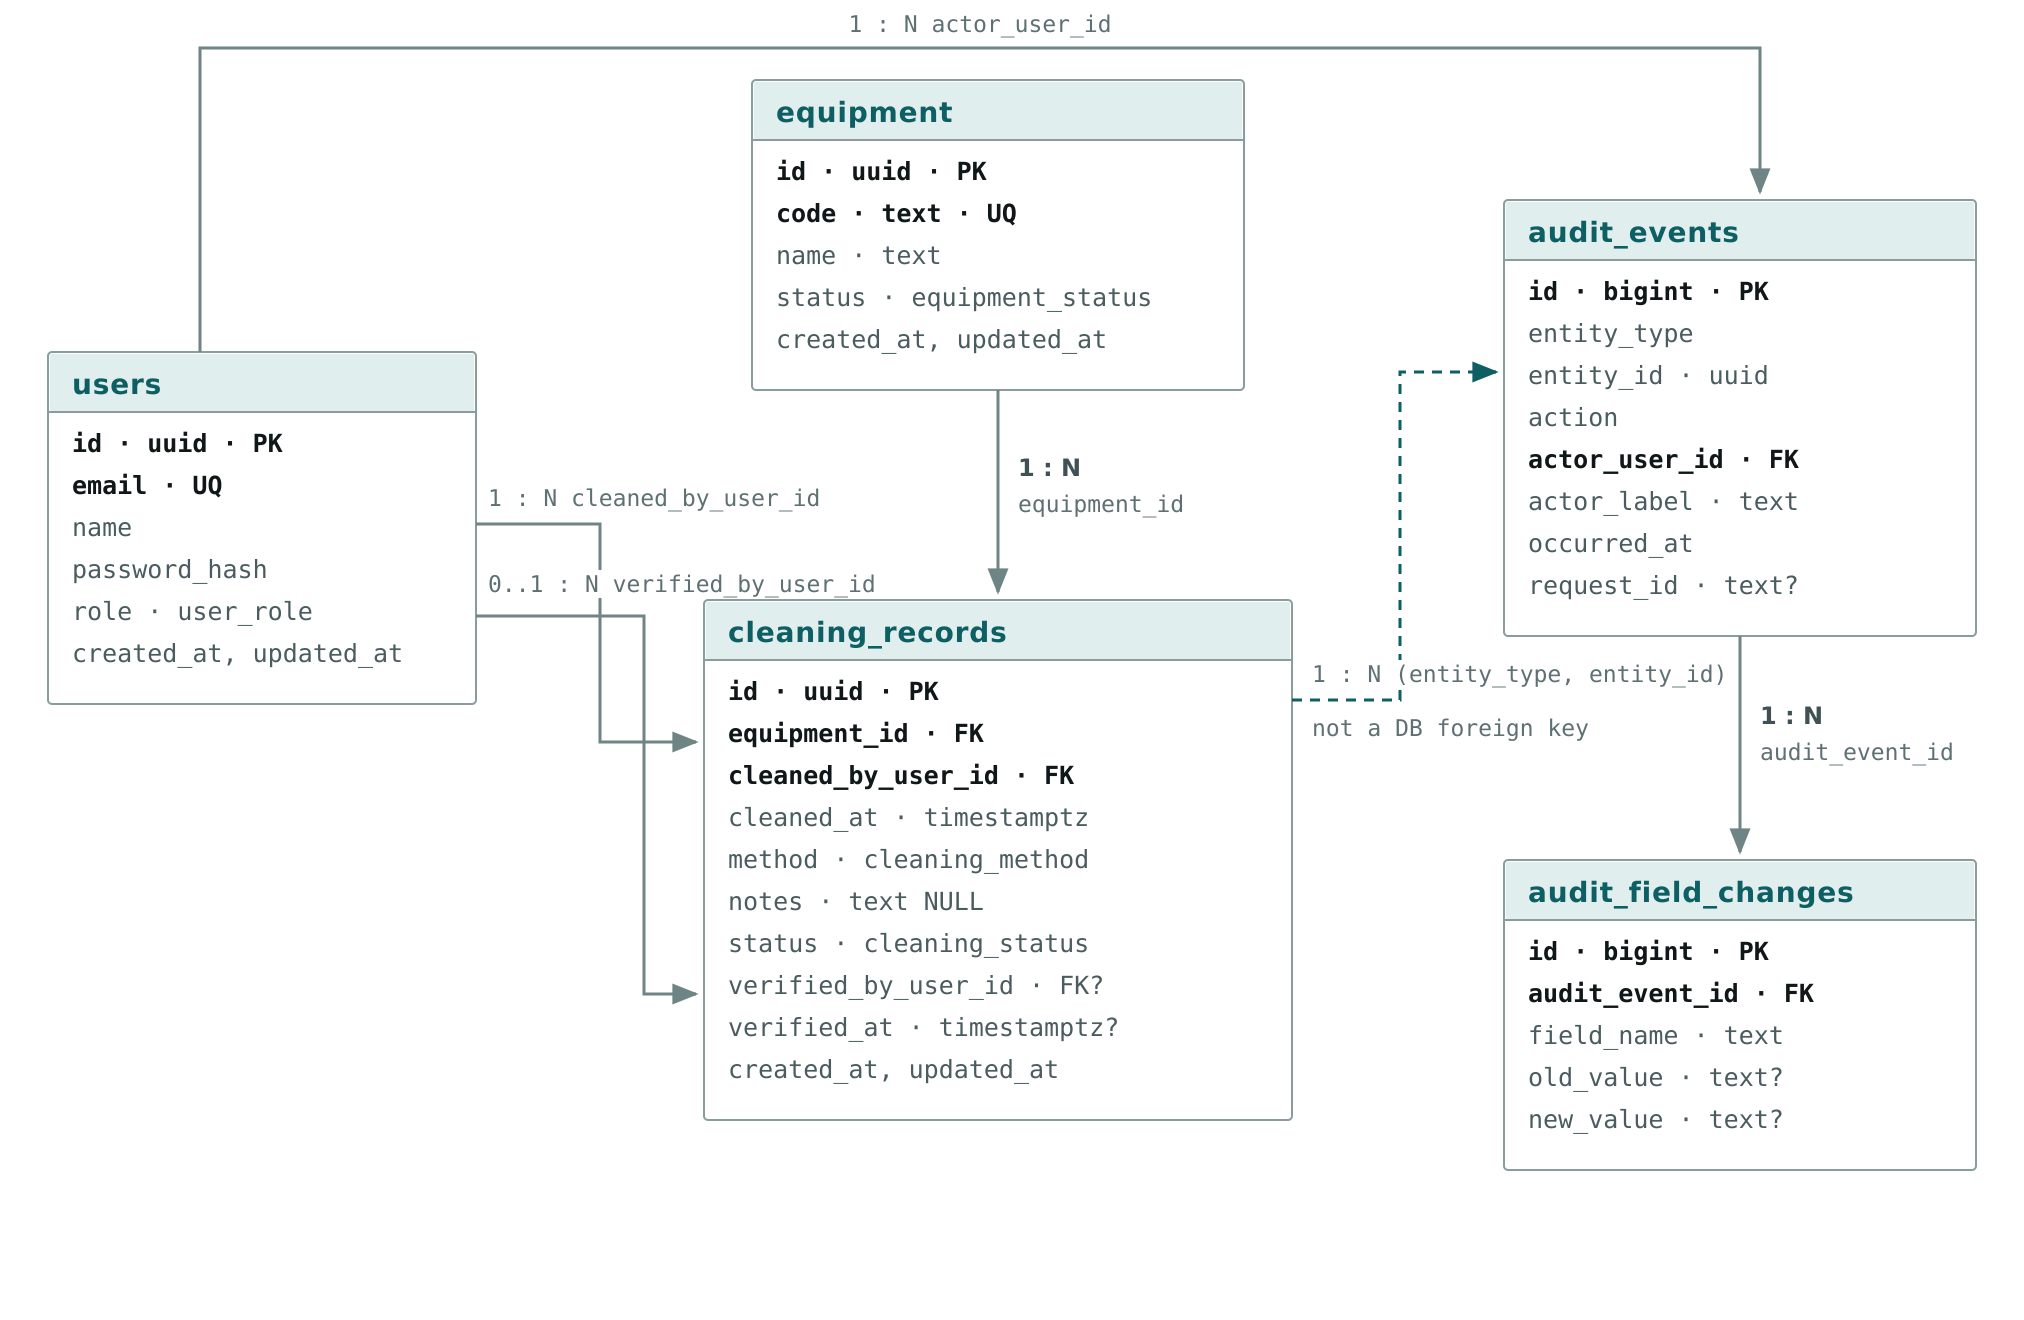 1 : N actor_user_id
equipment
id · uuid · PK
code · text · UQ
name · text
status · equipment_status
created_at, updated_at
audit_events
id · bigint · PK
entity_type
entity_id · uuid
action
actor_user_id · FK
actor_label · text
occurred_at
request_id · text?
users
id · uuid · PK
email · UQ
name
password_hash
role · user_role
created_at, updated_at
1 : N cleaned_by_user_id
0..1 : N verified_by_user_id
1 : N
equipment_id
cleaning_records
id · uuid · PK
equipment_id · FK
cleaned_by_user_id · FK
cleaned_at · timestamptz
method · cleaning_method
notes · text NULL
status · cleaning_status
verified_by_user_id · FK?
verified_at · timestamptz?
created_at, updated_at
1 : N (entity_type, entity_id)
not a DB foreign key
1 : N
audit_event_id
audit_field_changes
id · bigint · PK
audit_event_id · FK
field_name · text
old_value · text?
new_value · text?